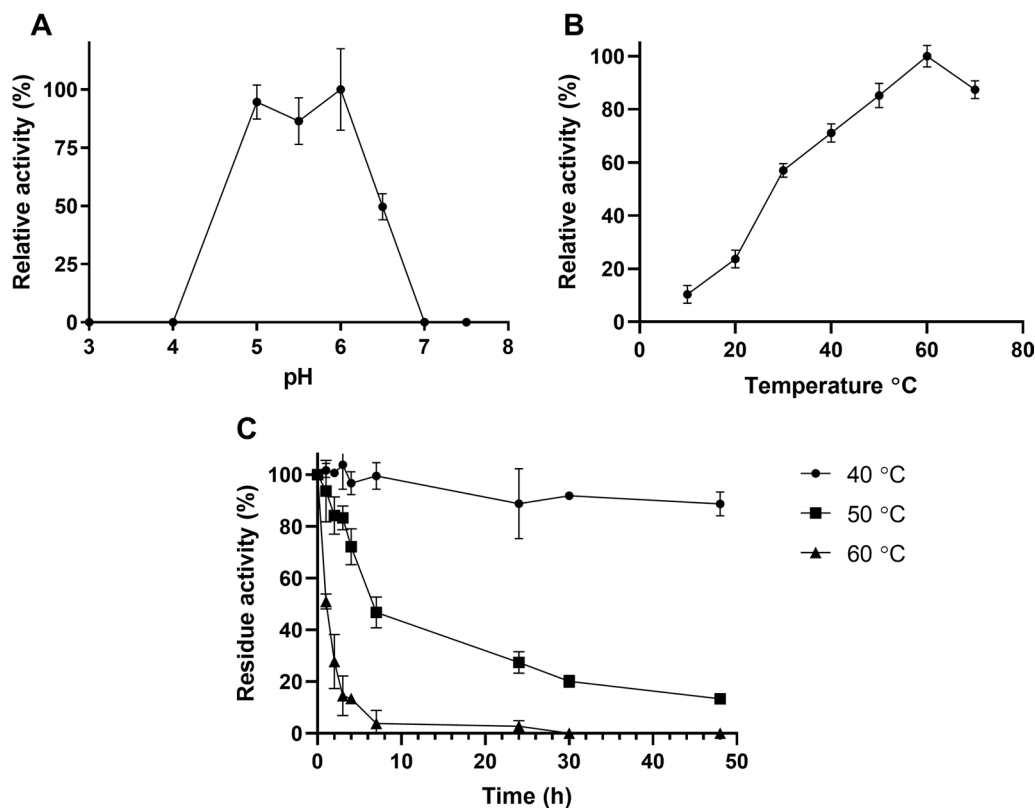 A
Relative activity (%)
100
75
50
25
0
3 4 5 6 7 8
pH
B
Relative activity (%)
100
80
60
40
20
0
0 20 40 60 80
Temperature °C
C
Residue activity (%)
100
80
60
40
20
0
0 10 20 30 40 50
Time (h)
40 °C
50 °C
60 °C